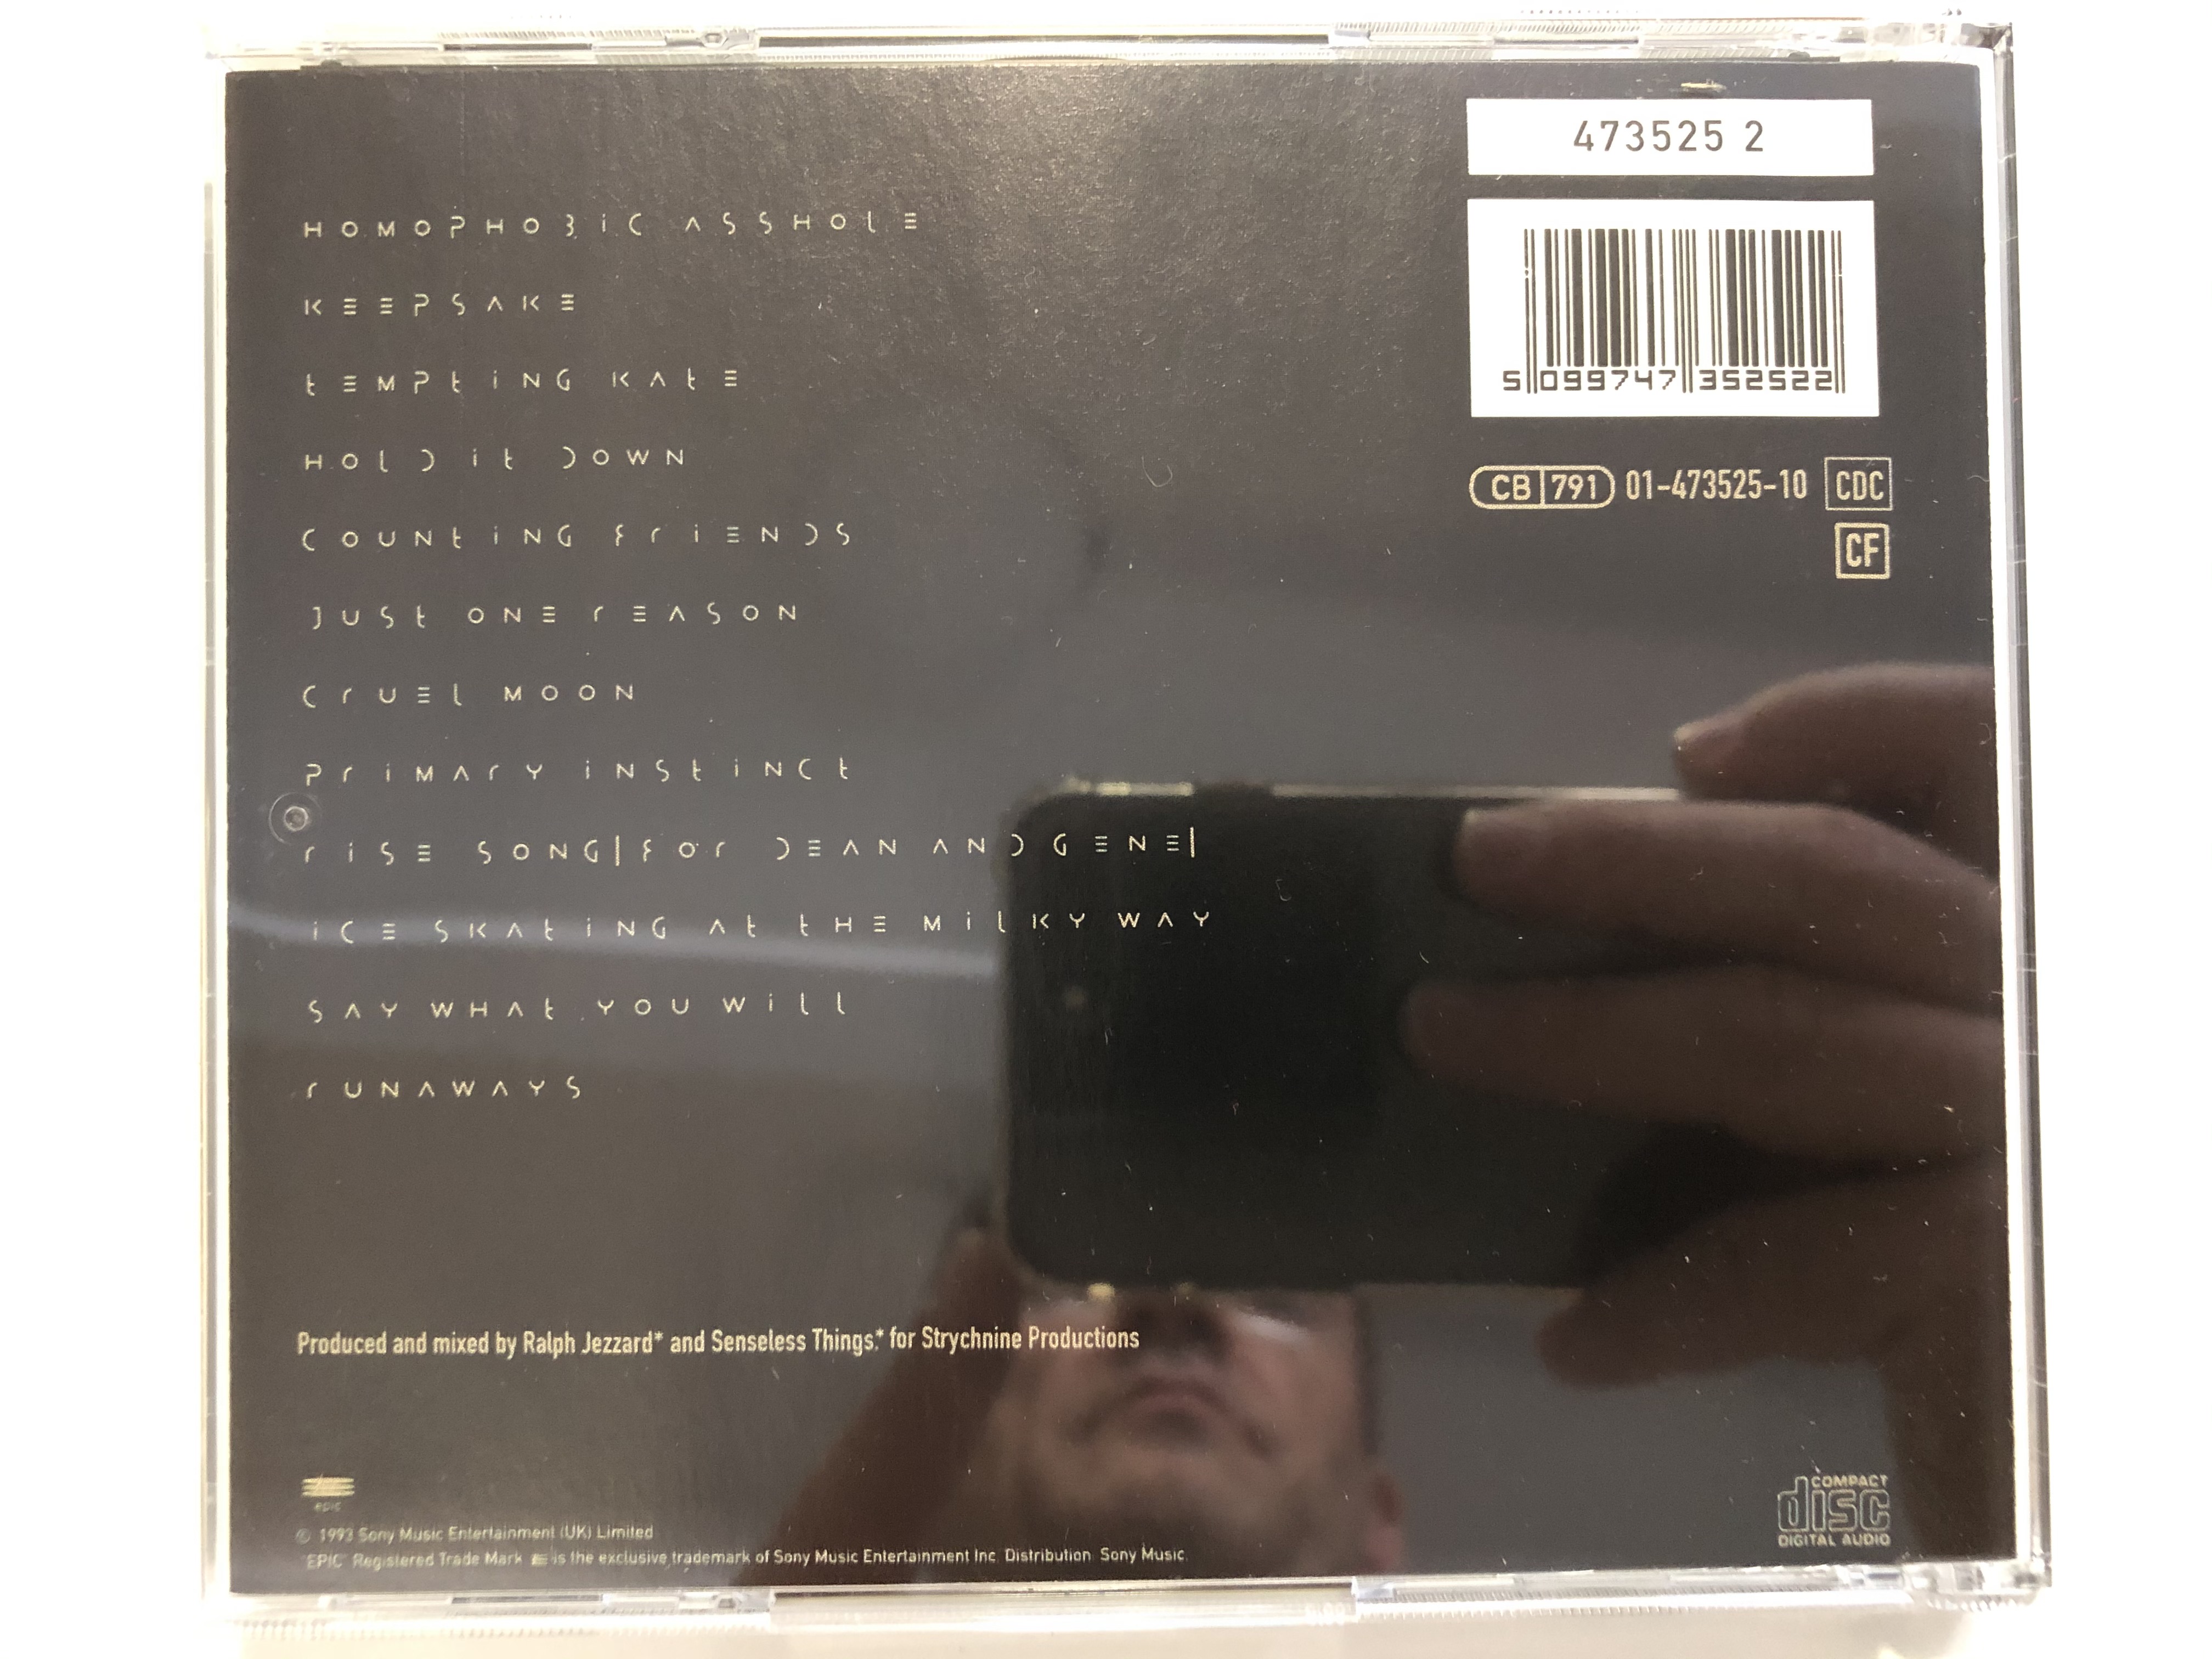 473525 2
5 099747 352522
CB 791 01-473525-10 CDC
CF
HOMOPHOBiC ASSHOlE
KEEPSAKE
tEMPtiNG KAtE
HOlD it DOWN
COUNtiNG FriENDS
JUSt ONE rEASON
CrUEl MOON
PriMArY iNStiNCt
riSE SONG|FOr DEAN AND GENE|
iCE SKAtiNG At tHE MilKY WAY
SAY WHAt YOU Will
rUNAWAYS
Produced and mixed by Ralph Jezzard* and Senseless Things.* for Strychnine Productions
epic
© 1993 Sony Music Entertainment (UK) Limited
"EPIC" Registered Trade Mark is the exclusive trademark of Sony Music Entertainment Inc. Distribution: Sony Music.
COMPACT
disc
DIGITAL AUDIO